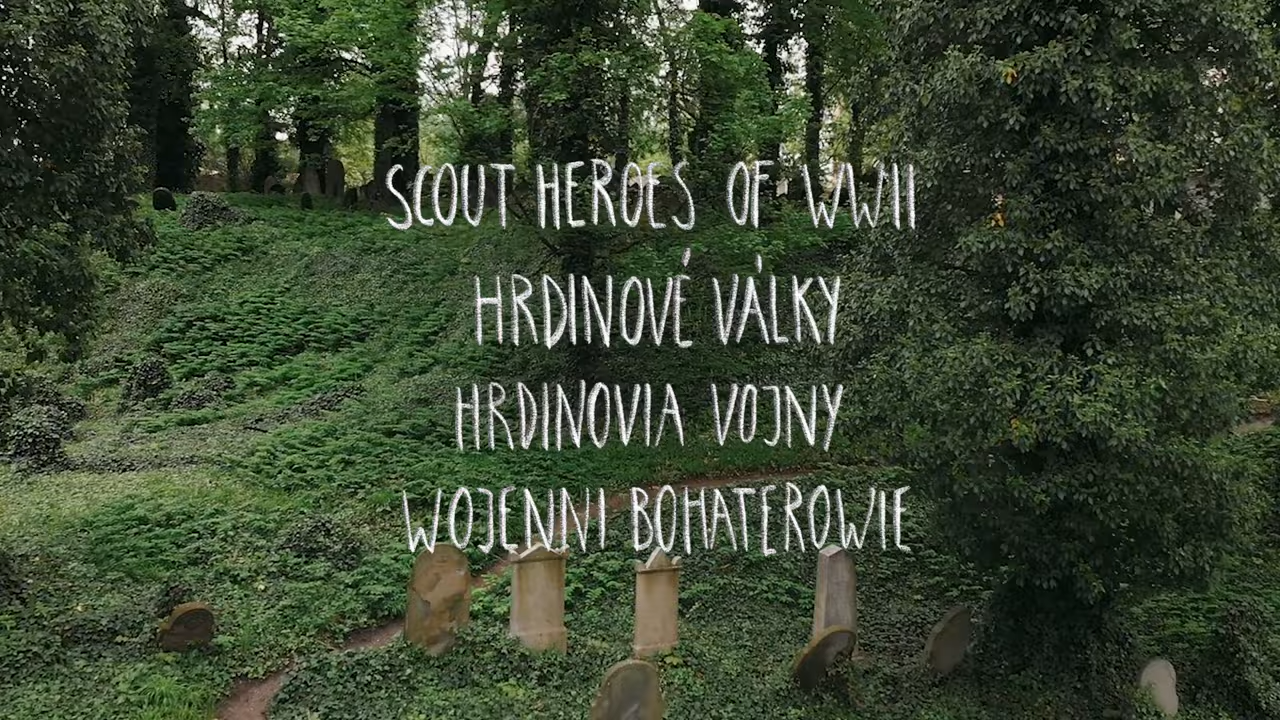 SCOUT HEROES OF WWII
HRDINOVÉ VÁLKY
HRDINOVIA VOJNY
WOJENNI BOHATEROWIE